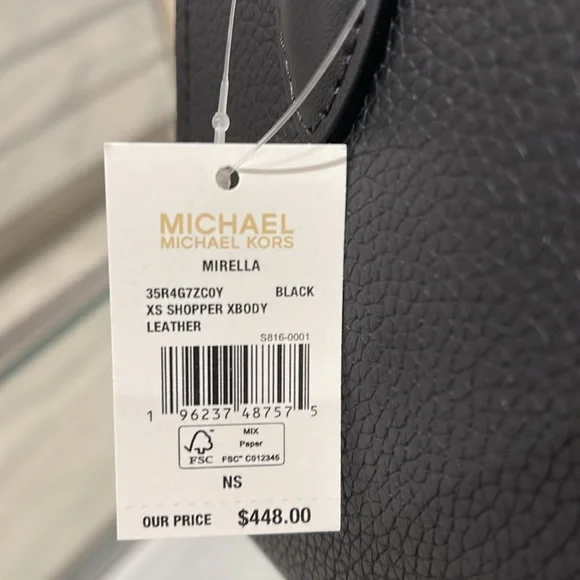 MICHAEL
MICHAEL KORS
MIRELLA
35R4G7ZC0Y BLACK
XS SHOPPER XBODY
LEATHER
S816-0001
1 96237 48757 5
MIX
Paper
FSC FSC™ C012345
NS
OUR PRICE $448.00